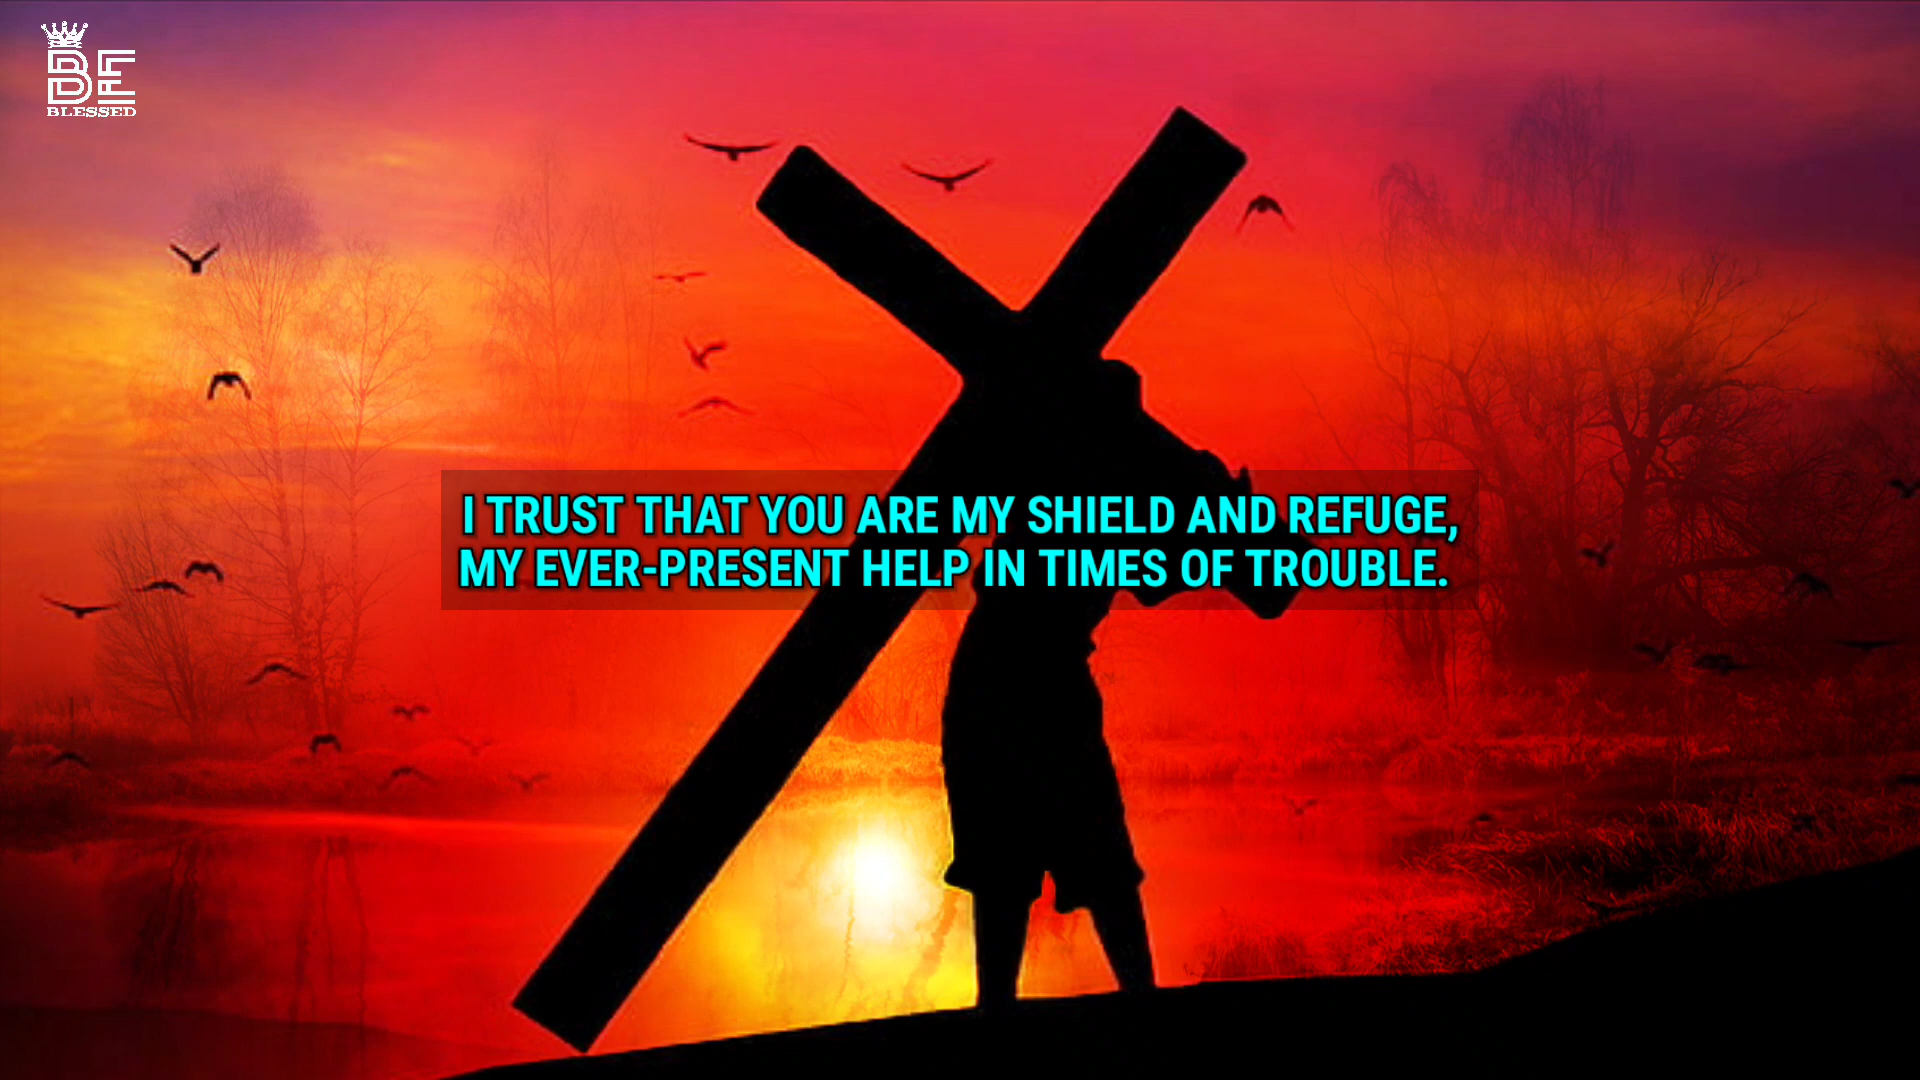 BE
BLESSED
I TRUST THAT YOU ARE MY SHIELD AND REFUGE,
MY EVER-PRESENT HELP IN TIMES OF TROUBLE.